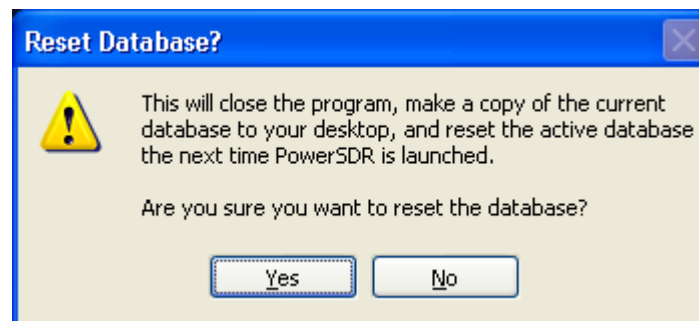 Reset Database?
This will close the program, make a copy of the current
database to your desktop, and reset the active database
the next time PowerSDR is launched.
Are you sure you want to reset the database?
Yes No